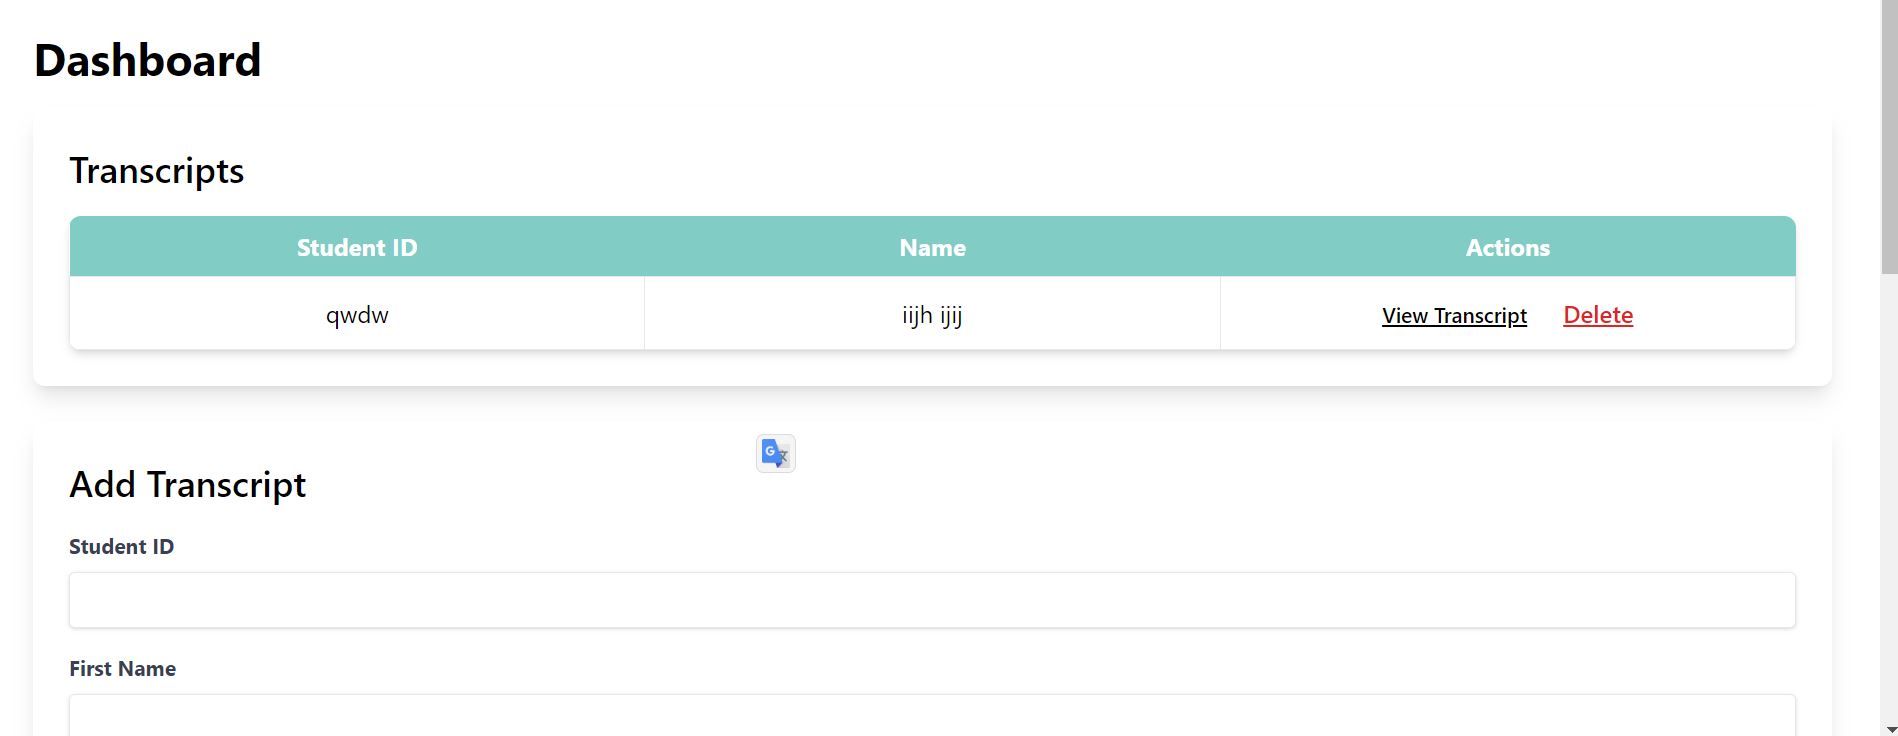 Dashboard
Transcripts
Student ID Name Actions
qwdw iijh ijij View Transcript Delete
Add Transcript
Student ID
First Name